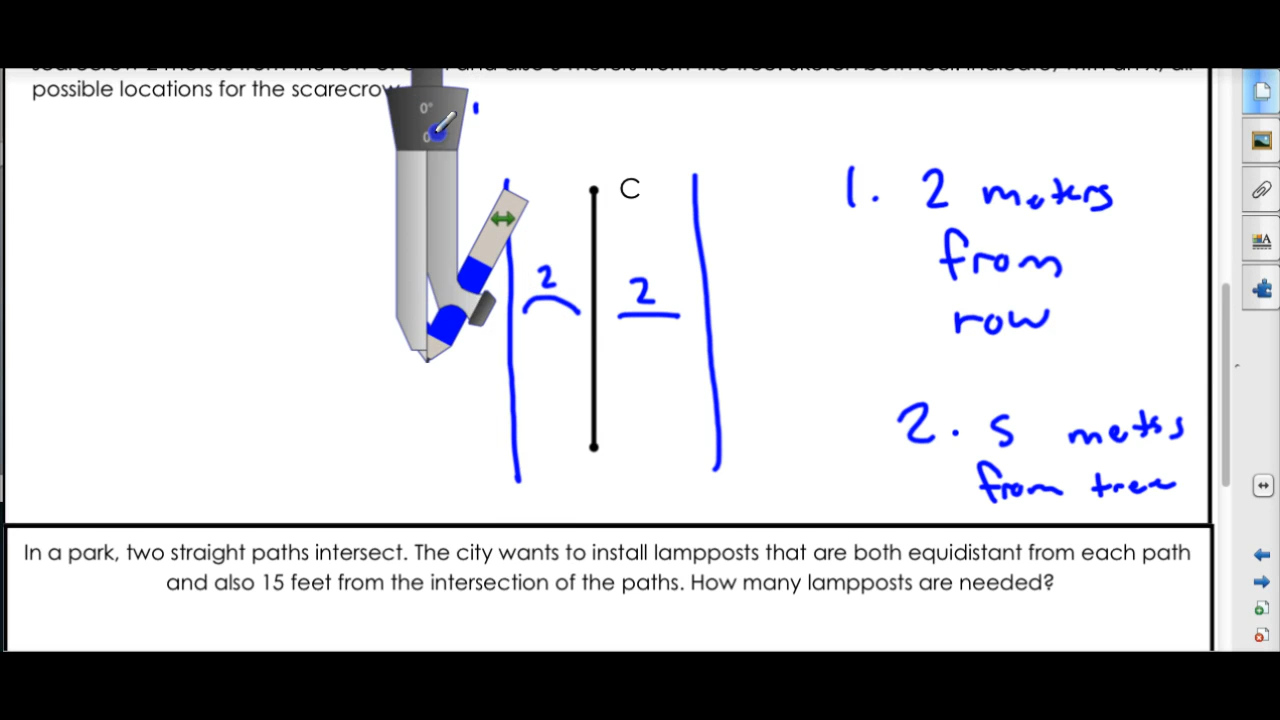 possible locations for the scarecrow
0°
0
C
2
2
1. 2 meters
from
row
2. 5 meters
from tree
In a park, two straight paths intersect. The city wants to install lampposts that are both equidistant from each path
and also 15 feet from the intersection of the paths. How many lampposts are needed?